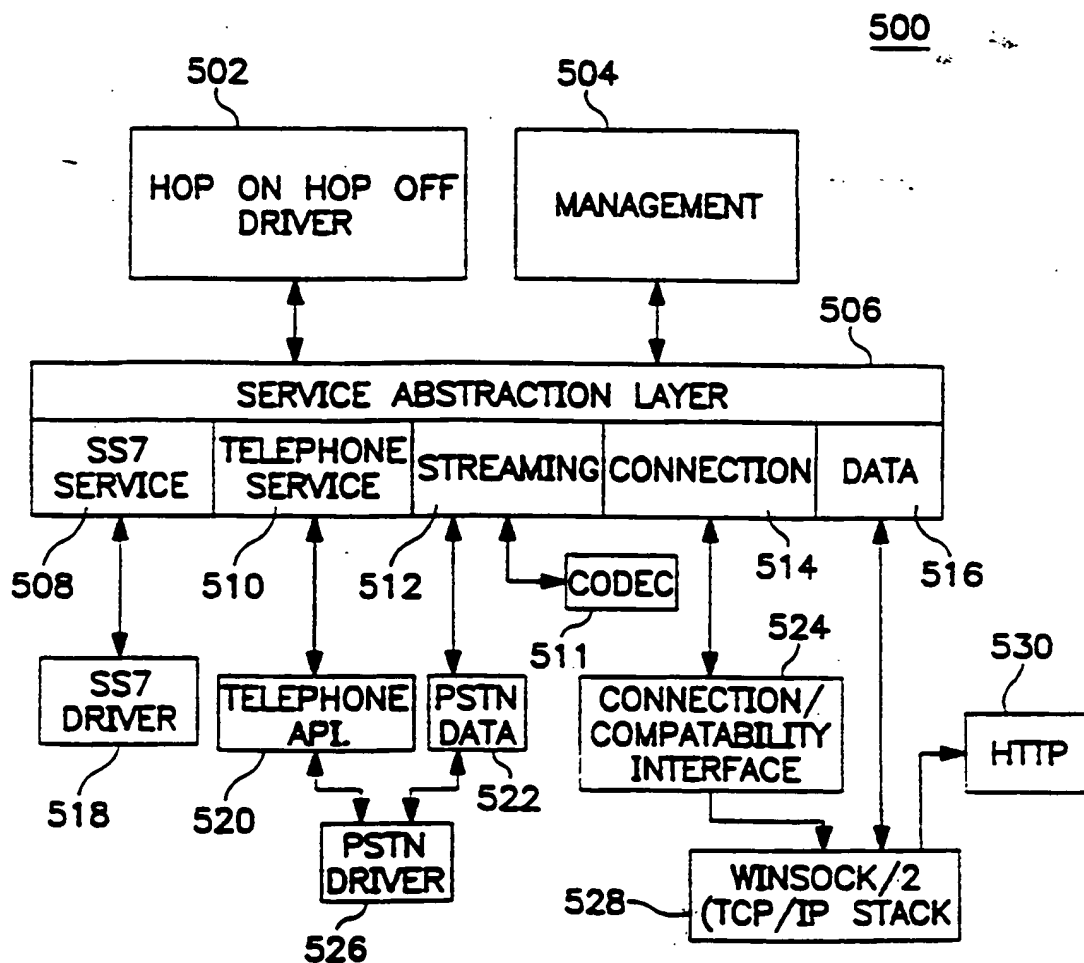 500
502
504
HOP ON HOP OFF
DRIVER
MANAGEMENT
506
SERVICE ABSTRACTION LAYER
SS7
SERVICE
TELEPHONE
SERVICE
STREAMING
CONNECTION
DATA
508
510
512
514
516
CODEC
511
524
530
SS7
DRIVER
TELEPHONE
API.
PSTN
DATA
CONNECTION/
COMPATABILITY
INTERFACE
HTTP
518
520
522
PSTN
DRIVER
526
WINSOCK/2
(TCP/IP STACK
528